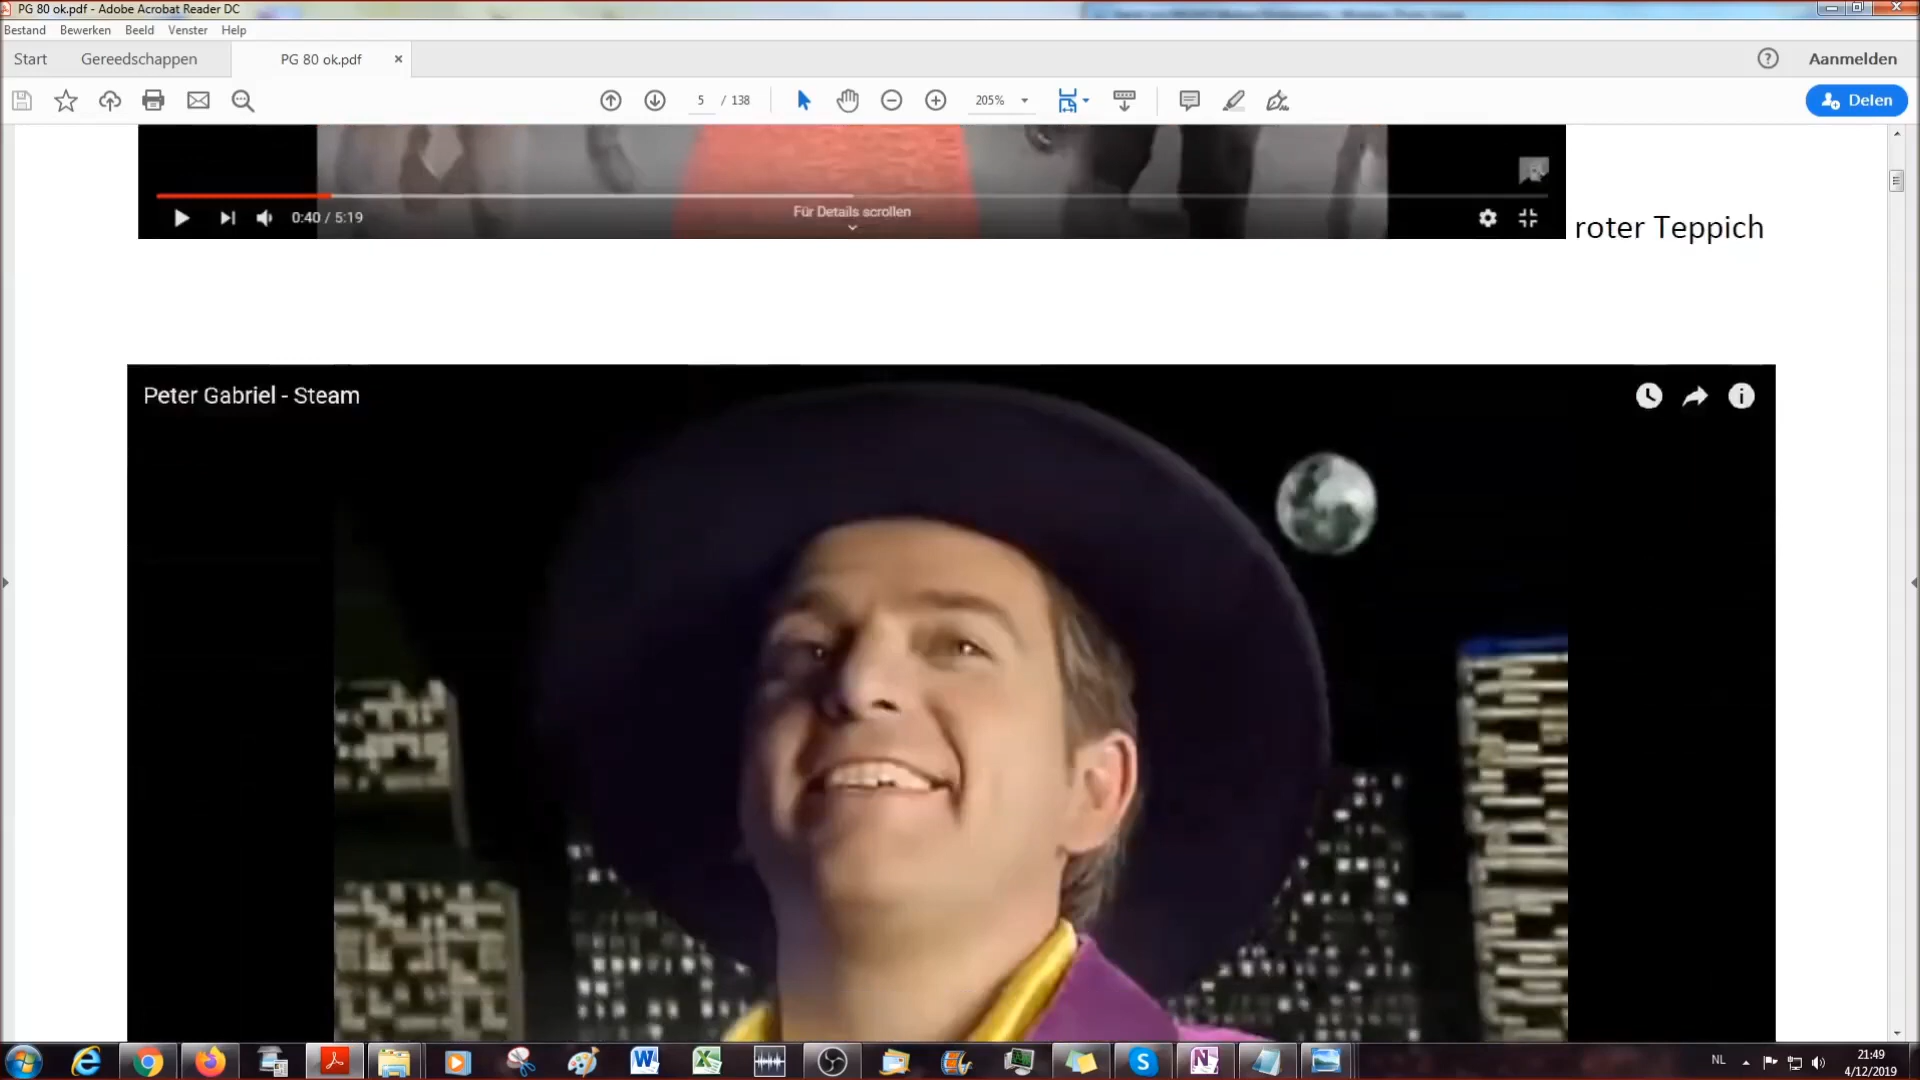 PG 80 ok.pdf - Adobe Acrobat Reader DC
Bestand Bewerken Beeld Venster Help
Start Gereedschappen PG 80 ok.pdf Aanmelden
5 / 138 205% Delen
0:40 / 5:19
Für Details scrollen
roter Teppich
Peter Gabriel - Steam
NL
21:49
4/12/2019